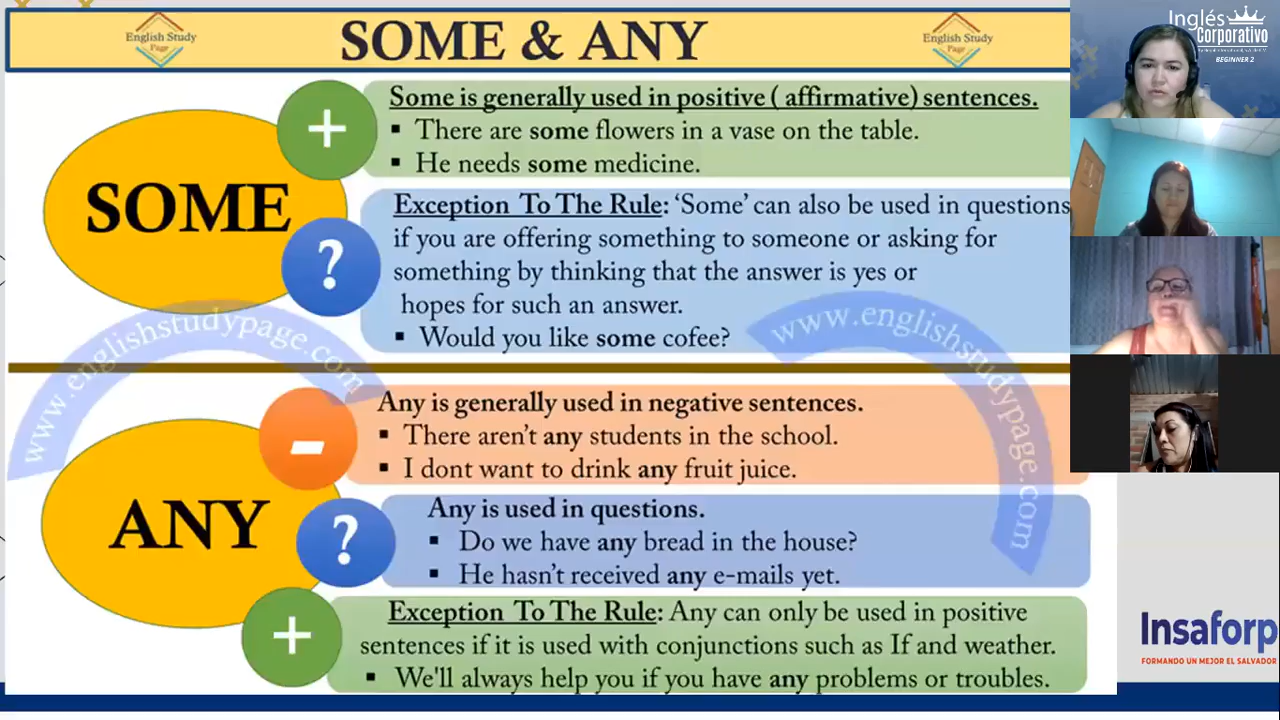 English Study
Page
SOME & ANY
English Study
Page
Inglés
Corporativo
BEGINNER 2
SOME
+
Some is generally used in positive ( affirmative) sentences.
▪ There are some flowers in a vase on the table.
▪ He needs some medicine.
?
Exception To The Rule: ‘Some’ can also be used in questions
if you are offering something to someone or asking for
something by thinking that the answer is yes or
hopes for such an answer.
▪ Would you like some cofee?
www.englishstudypage.com
www.englishstudypage.com
ANY
-
Any is generally used in negative sentences.
▪ There aren’t any students in the school.
▪ I dont want to drink any fruit juice.
?
Any is used in questions.
▪ Do we have any bread in the house?
▪ He hasn’t received any e-mails yet.
+
Exception To The Rule: Any can only be used in positive
sentences if it is used with conjunctions such as If and weather.
▪ We'll always help you if you have any problems or troubles.
Insaforp
FORMANDO UN MEJOR EL SALVADOR